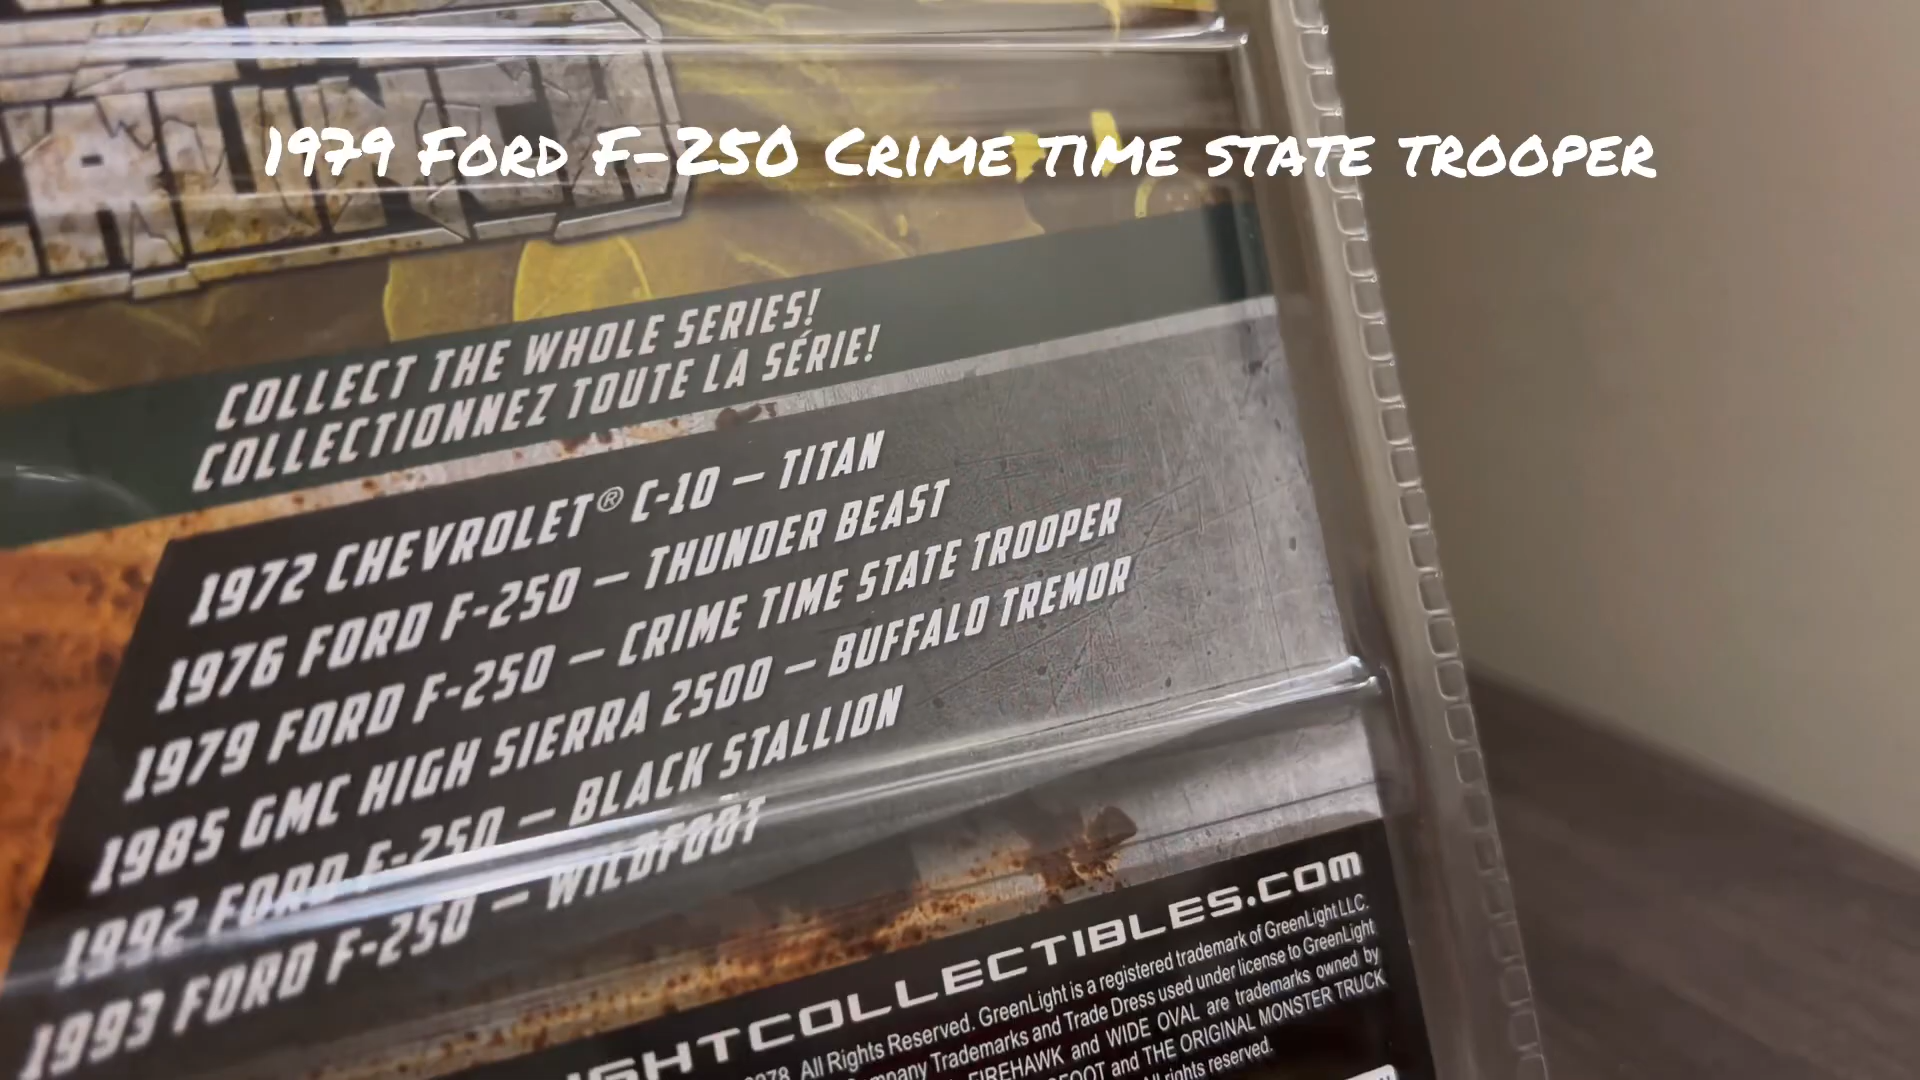 CRUNCH
1979 Ford F-250 Crime time state trooper
COLLECT THE WHOLE SERIES!
COLLECTIONNEZ TOUTE LA SÉRIE!
1972 CHEVROLET® C-10 – TITAN
1976 FORD F-250 – THUNDER BEAST
1979 FORD F-250 – CRIME TIME STATE TROOPER
1985 GMC HIGH SIERRA 2500 – BUFFALO TREMOR
1992 FORD F-250 – BLACK STALLION
1993 FORD F-250 – WILDFOOT
GHTCOLLECTIBLES.COM
All Rights Reserved. GreenLight is a registered trademark of GreenLight LLC.
Trademarks and Trade Dress used under license to GreenLight
FIREHAWK and WIDE OVAL are trademarks owned by
and THE ORIGINAL MONSTER TRUCK
rights reserved.